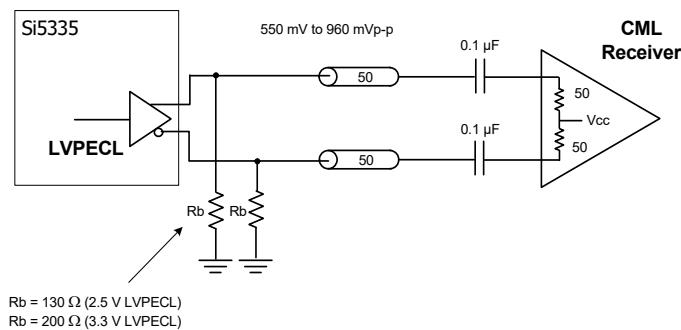 Si5335
550 mV to 960 mVp-p
CML
Receiver
0.1 µF
50
50
Vcc
LVPECL
0.1 µF
50
50
Rb
Rb
Rb = 130 Ω (2.5 V LVPECL)
Rb = 200 Ω (3.3 V LVPECL)